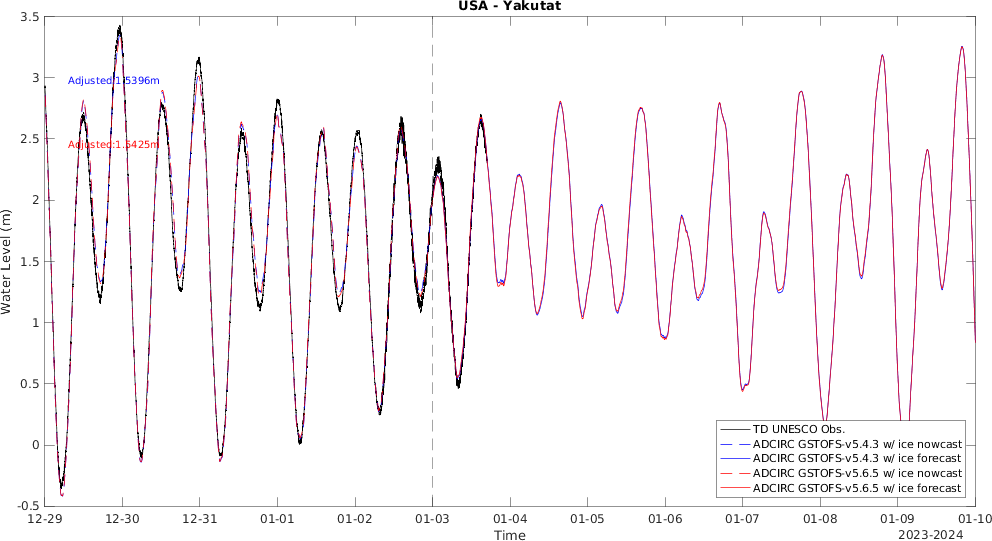 USA - Yakutat
3.5
3
2.5
2
1.5
1
0.5
0
-0.5
Water Level (m)
Adjusted:1.5396m
Adjusted:1.5425m
TD UNESCO Obs.
ADCIRC GSTOFS-v5.4.3 w/ ice nowcast
ADCIRC GSTOFS-v5.4.3 w/ ice forecast
ADCIRC GSTOFS-v5.6.5 w/ ice nowcast
ADCIRC GSTOFS-v5.6.5 w/ ice forecast
12-29 12-30 12-31 01-01 01-02 01-03 01-04 01-05 01-06 01-07 01-08 01-09 01-10
Time
2023-2024